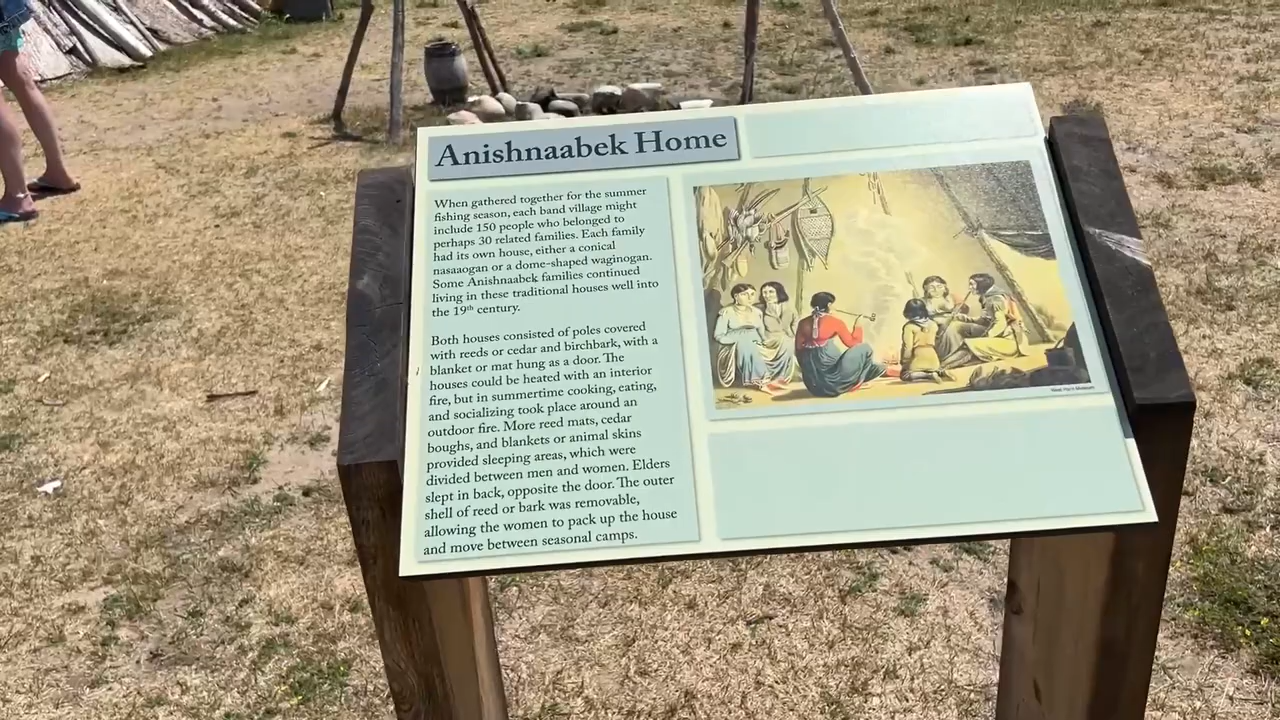 Anishnaabek Home
When gathered together for the summer
fishing season, each band village might
include 150 people who belonged to
perhaps 30 related families. Each family
had its own house, either a conical
nasaaogan or a dome-shaped waginogan.
Some Anishnaabek families continued
living in these traditional houses well into
the 19th century.
Both houses consisted of poles covered
with reeds or cedar and birchbark, with a
blanket or mat hung as a door. The
houses could be heated with an interior
fire, but in summertime cooking, eating,
and socializing took place around an
outdoor fire. More reed mats, cedar
boughs, and blankets or animal skins
provided sleeping areas, which were
divided between men and women. Elders
slept in back, opposite the door. The outer
shell of reed or bark was removable,
allowing the women to pack up the house
and move between seasonal camps.